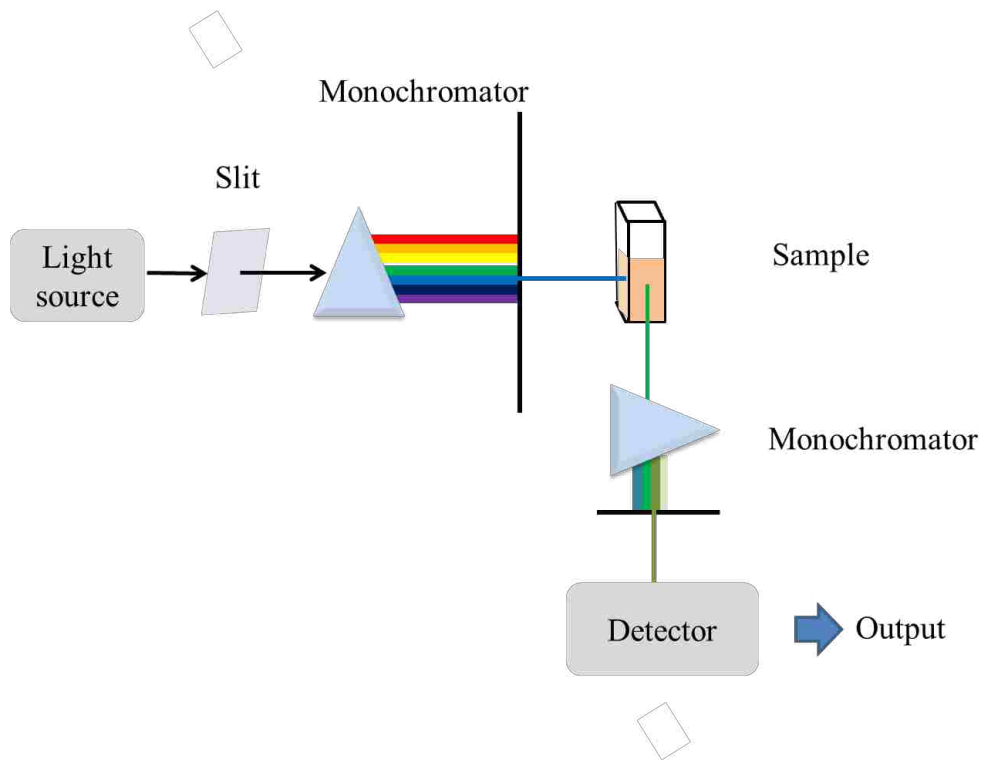 Monochromator
Slit
Light
source
Sample
Monochromator
Detector
Output